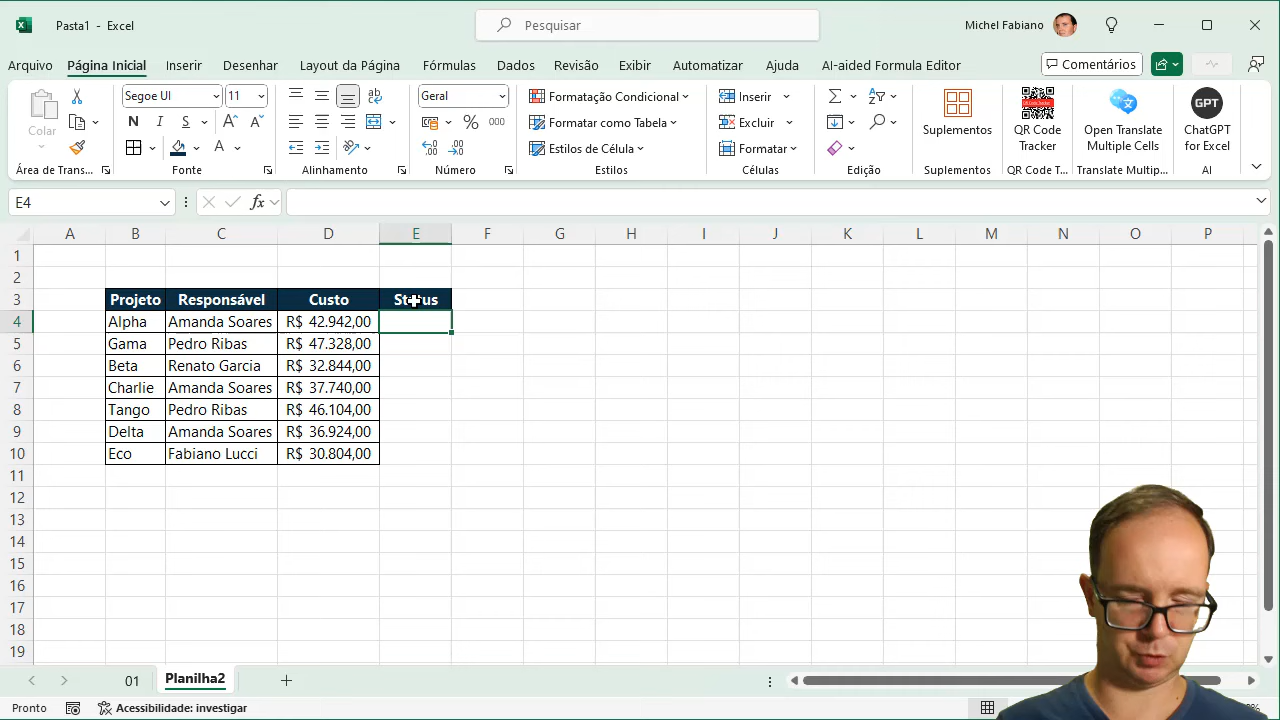 Pasta1 - Excel
Pesquisar
Michel Fabiano
Arquivo Página Inicial Inserir Desenhar Layout da Página Fórmulas Dados Revisão Exibir Automatizar Ajuda AI-aided Formula Editor
Comentários
Colar
Área de Trans...
Segoe UI 11
N I S A A
A
Fonte
ab
Alinhamento
Geral
% 000
Número
Formatação Condicional
Formatar como Tabela
Estilos de Célula
Estilos
Inserir
Excluir
Formatar
Células
Edição
Suplementos
Suplementos
QR Code
Tracker
QR Code T...
Open Translate
Multiple Cells
Translate Multip...
GPT
ChatGPT
for Excel
AI
E4
fx
A B C D E F G H I J K L M N O P
1
2
3 Projeto Responsável Custo Status
4 Alpha Amanda Soares R$ 42.942,00
5 Gama Pedro Ribas R$ 47.328,00
6 Beta Renato Garcia R$ 32.844,00
7 Charlie Amanda Soares R$ 37.740,00
8 Tango Pedro Ribas R$ 46.104,00
9 Delta Amanda Soares R$ 36.924,00
10 Eco Fabiano Lucci R$ 30.804,00
11
12
13
14
15
16
17
18
19
01 Planilha2
Pronto Acessibilidade: investigar